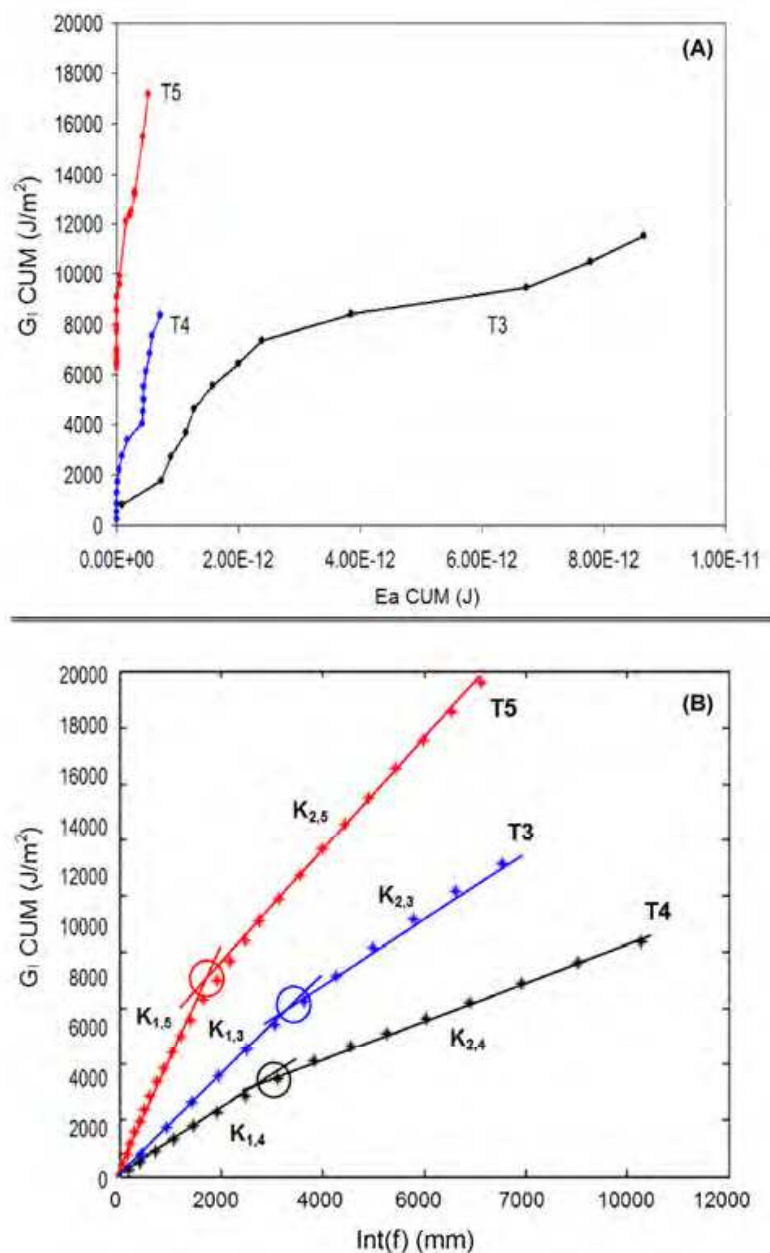 20000
(A)
18000
T5
16000
14000
12000
10000
8000
T4
T3
6000
4000
2000
0
G_I CUM (J/m²)
0.00E+00 2.00E-12 4.00E-12 6.00E-12 8.00E-12 1.00E-11
Ea CUM (J)
20000
(B)
T5
18000
16000
K₂,₅
14000
T3
12000
K₂,₃
10000
T4
8000
6000
K₁,₅ K₁,₃
K₂,₄
4000
K₁,₄
2000
0
G_I CUM (J/m²)
0 2000 4000 6000 8000 10000 12000
Int(f) (mm)